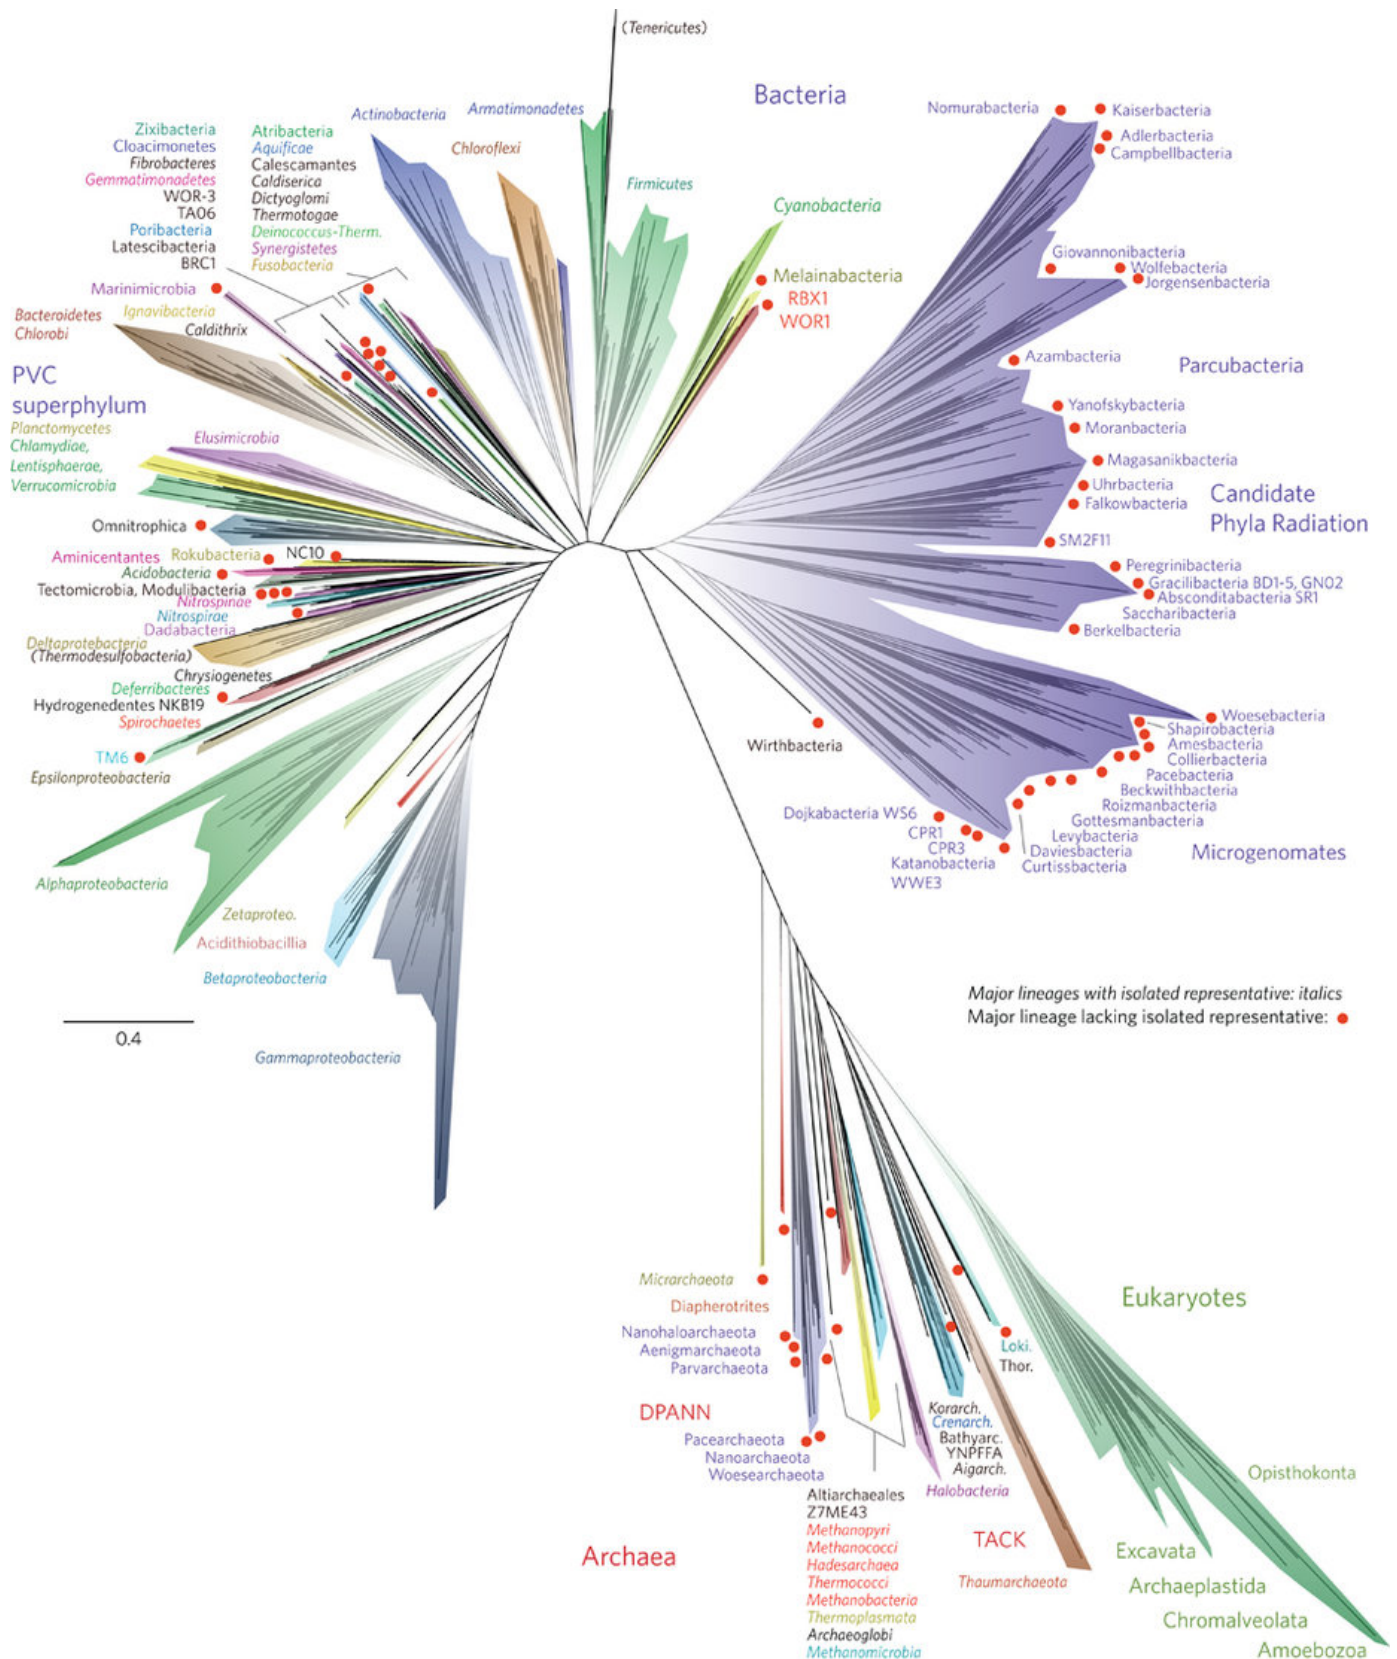 (Tenericutes)
Bacteria
Actinobacteria
Armatimonadetes
Nomurabacteria
Kaiserbacteria
Adlerbacteria
Campbellbacteria
Zixibacteria
Cloacimonetes
Fibrobacteres
Gemmatimonadetes
WOR-3
TA06
Poribacteria
Latescibacteria
BRC1
Atribacteria
Aquificae
Calescamantes
Caldiserica
Dictyoglomi
Thermotogae
Deinococcus-Therm.
Synergistetes
Fusobacteria
Chloroflexi
Firmicutes
Cyanobacteria
Melainabacteria
RBX1
WOR1
Giovannonibacteria
Wolfebacteria
Jorgensenbacteria
Marinimicrobia
Bacteroidetes
Chlorobi
Ignavibacteria
Caldithrix
Azambacteria
Parcubacteria
PVC
superphylum
Planctomycetes
Chlamydiae,
Lentisphaerae,
Verrucomicrobia
Elusimicrobia
Yanofskybacteria
Moranbacteria
Magasanikbacteria
Uhrbacteria
Falkowbacteria
Candidate
Phyla Radiation
SM2F11
Omnitrophica
Aminicentantes
Rokubacteria
NC10
Acidobacteria
Tectomicrobia, Modulibacteria
Nitrospinae
Nitrospirae
Dadabacteria
Deltaprotebacteria
(Thermodesulfobacteria)
Chrysiogenetes
Deferribacteres
Hydrogenedentes NKB19
Spirochaetes
TM6
Epsilonproteobacteria
Peregrinibacteria
Gracilibacteria BD1-5, GN02
Absconditabacteria SR1
Saccharibacteria
Berkelbacteria
Woesebacteria
Shapirobacteria
Amesbacteria
Collierbacteria
Pacebacteria
Beckwithbacteria
Roizmanbacteria
Gottesmanbacteria
Levybacteria
Daviesbacteria
Curtissbacteria
Microgenomates
Wirthbacteria
Dojkabacteria WS6
CPR1
CPR3
Katanobacteria
WWE3
Alphaproteobacteria
Zetaproteo.
Acidithiobacillia
Betaproteobacteria
Gammaproteobacteria
0.4
Major lineages with isolated representative: italics
Major lineage lacking isolated representative:
Micrarchaeota
Diapherotrites
Nanohaloarchaeota
Aenigmarchaeota
Parvarchaeota
DPANN
Pacearchaeota
Nanoarchaeota
Woesearchaeota
Archaea
Altiarchaeales
Z7ME43
Methanopyri
Methanococci
Hadesarchaea
Thermococci
Methanobacteria
Thermoplasmata
Archaeoglobi
Methanomicrobia
Halobacteria
Korarch.
Crenarch.
Bathyarc.
YNPFFA
Aigarch.
TACK
Thaumarchaeota
Loki.
Thor.
Eukaryotes
Opisthokonta
Excavata
Archaeplastida
Chromalveolata
Amoebozoa